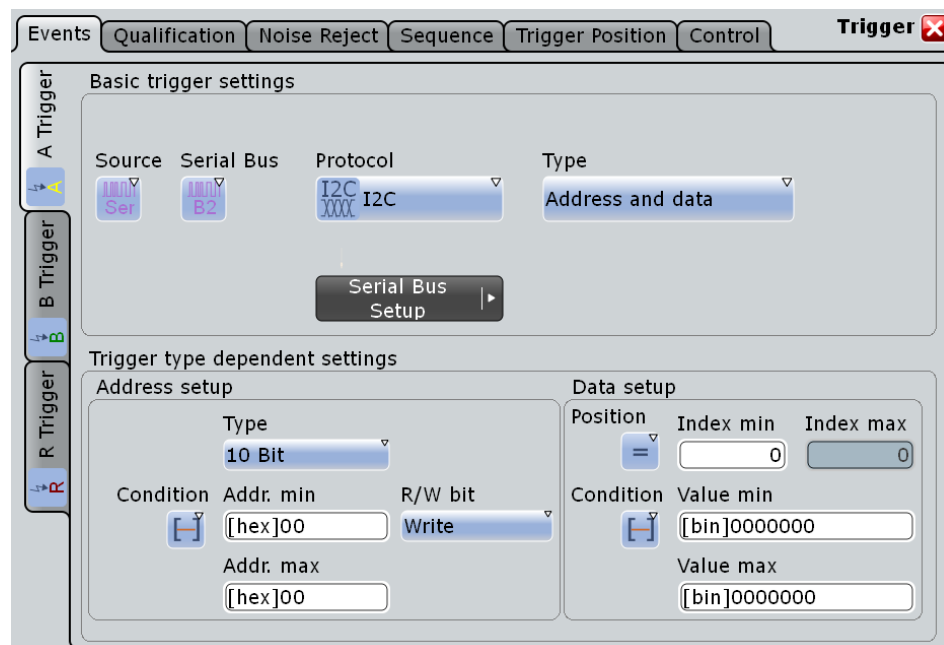 Events Qualification Noise Reject Sequence Trigger Position Control Trigger
A Trigger
A
B Trigger
B
R Trigger
R
Basic trigger settings
Source Serial Bus Protocol Type
Ser B2 I2C I2C Address and data
Serial Bus
Setup
Trigger type dependent settings
Address setup
Type
10 Bit
Condition Addr. min R/W bit
[hex]00 Write
Addr. max
[hex]00
Data setup
Position Index min Index max
= 0 0
Condition Value min
[bin]0000000
Value max
[bin]0000000